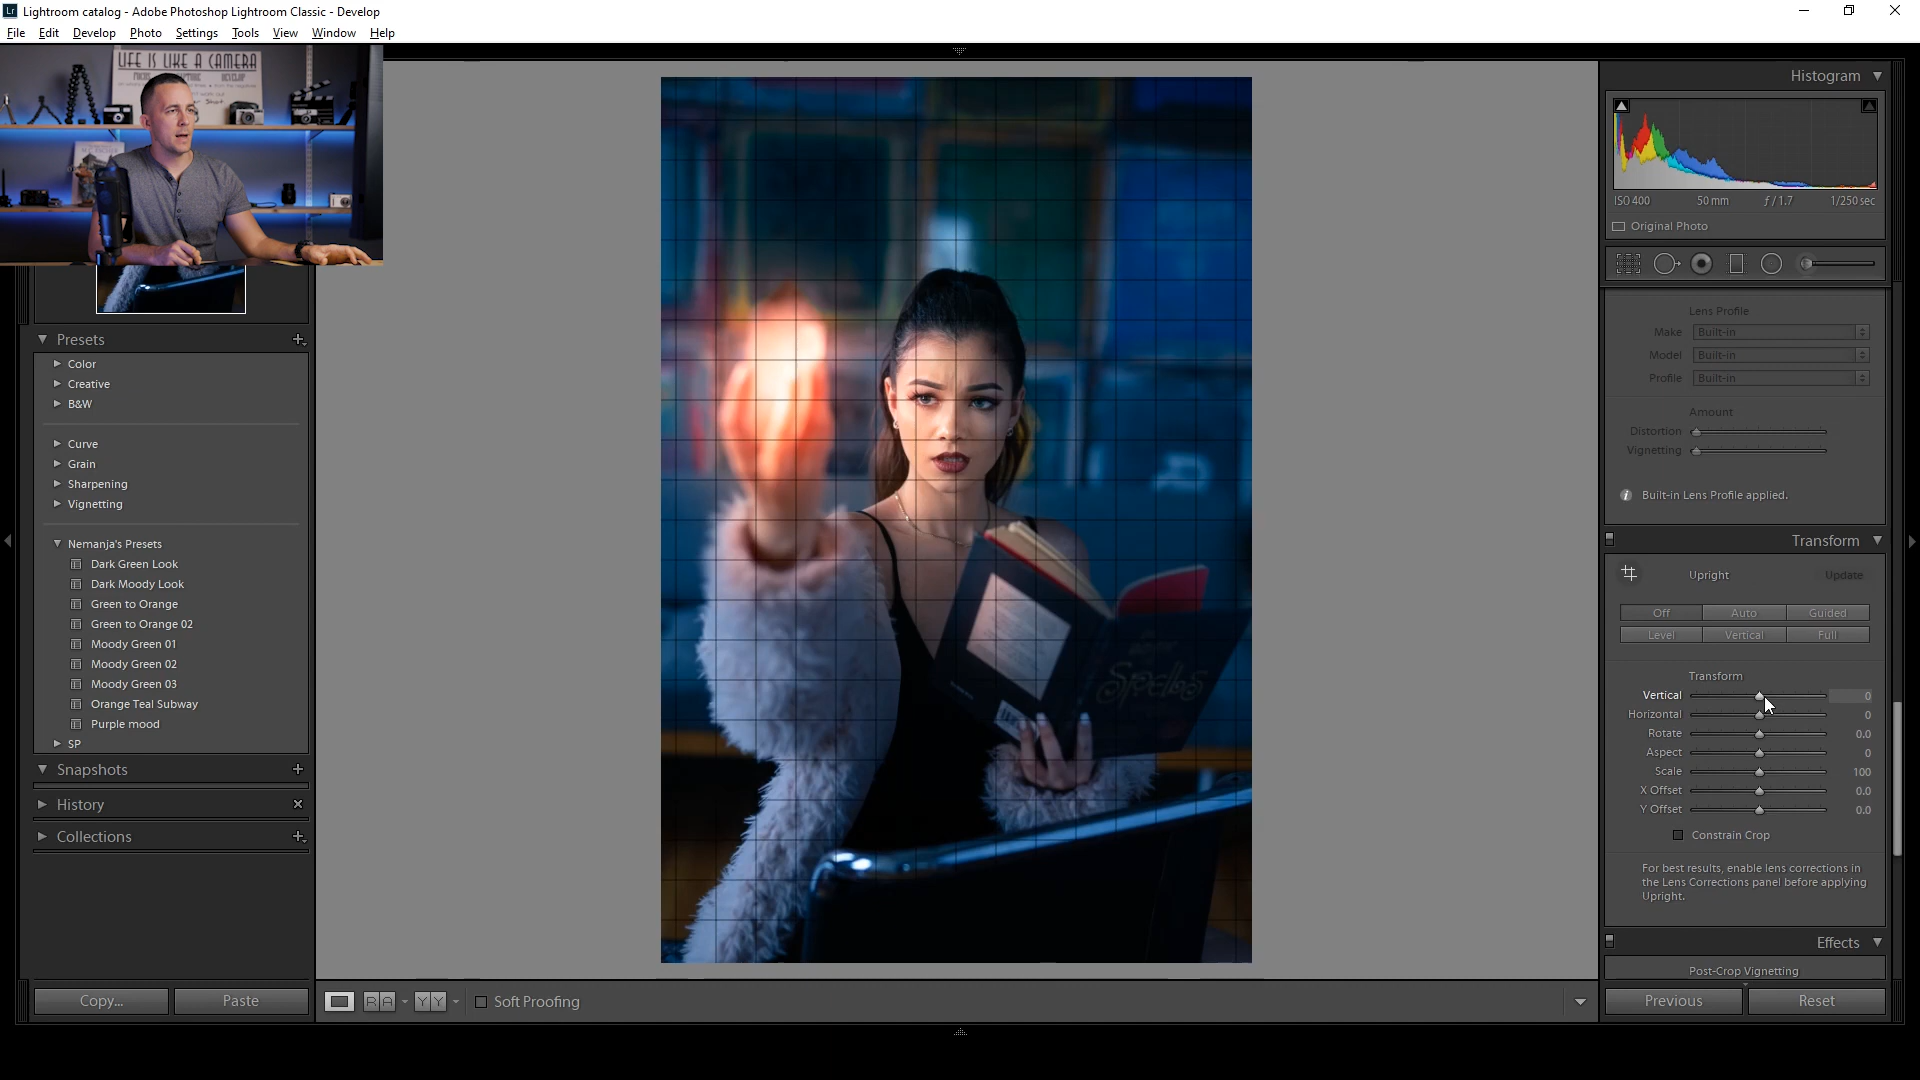 Lr Lightroom catalog - Adobe Photoshop Lightroom Classic - Develop
File Edit Develop Photo Settings Tools View Window Help
LIFE IS LIKE A CAMERA
Presets
Color
Creative
B&W
Curve
Grain
Sharpening
Vignetting
Nemanja's Presets
Dark Green Look
Dark Moody Look
Green to Orange
Green to Orange 02
Moody Green 01
Moody Green 02
Moody Green 03
Orange Teal Subway
Purple mood
SP
Snapshots
History
Collections
Copy... Paste
R A Y Y Soft Proofing
Spells
Histogram
ISO 400 50 mm f / 1.7 1/250 sec
Original Photo
Lens Profile
Make Built-in
Model Built-in
Profile Built-in
Amount
Distortion
Vignetting
i Built-in Lens Profile applied.
Transform
Upright Update
Off Auto Guided
Level Vertical Full
Transform
Vertical 0
Horizontal 0
Rotate 0.0
Aspect 0
Scale 100
X Offset 0.0
Y Offset 0.0
Constrain Crop
For best results, enable lens corrections in
the Lens Corrections panel before applying
Upright.
Effects
Post-Crop Vignetting
Previous Reset